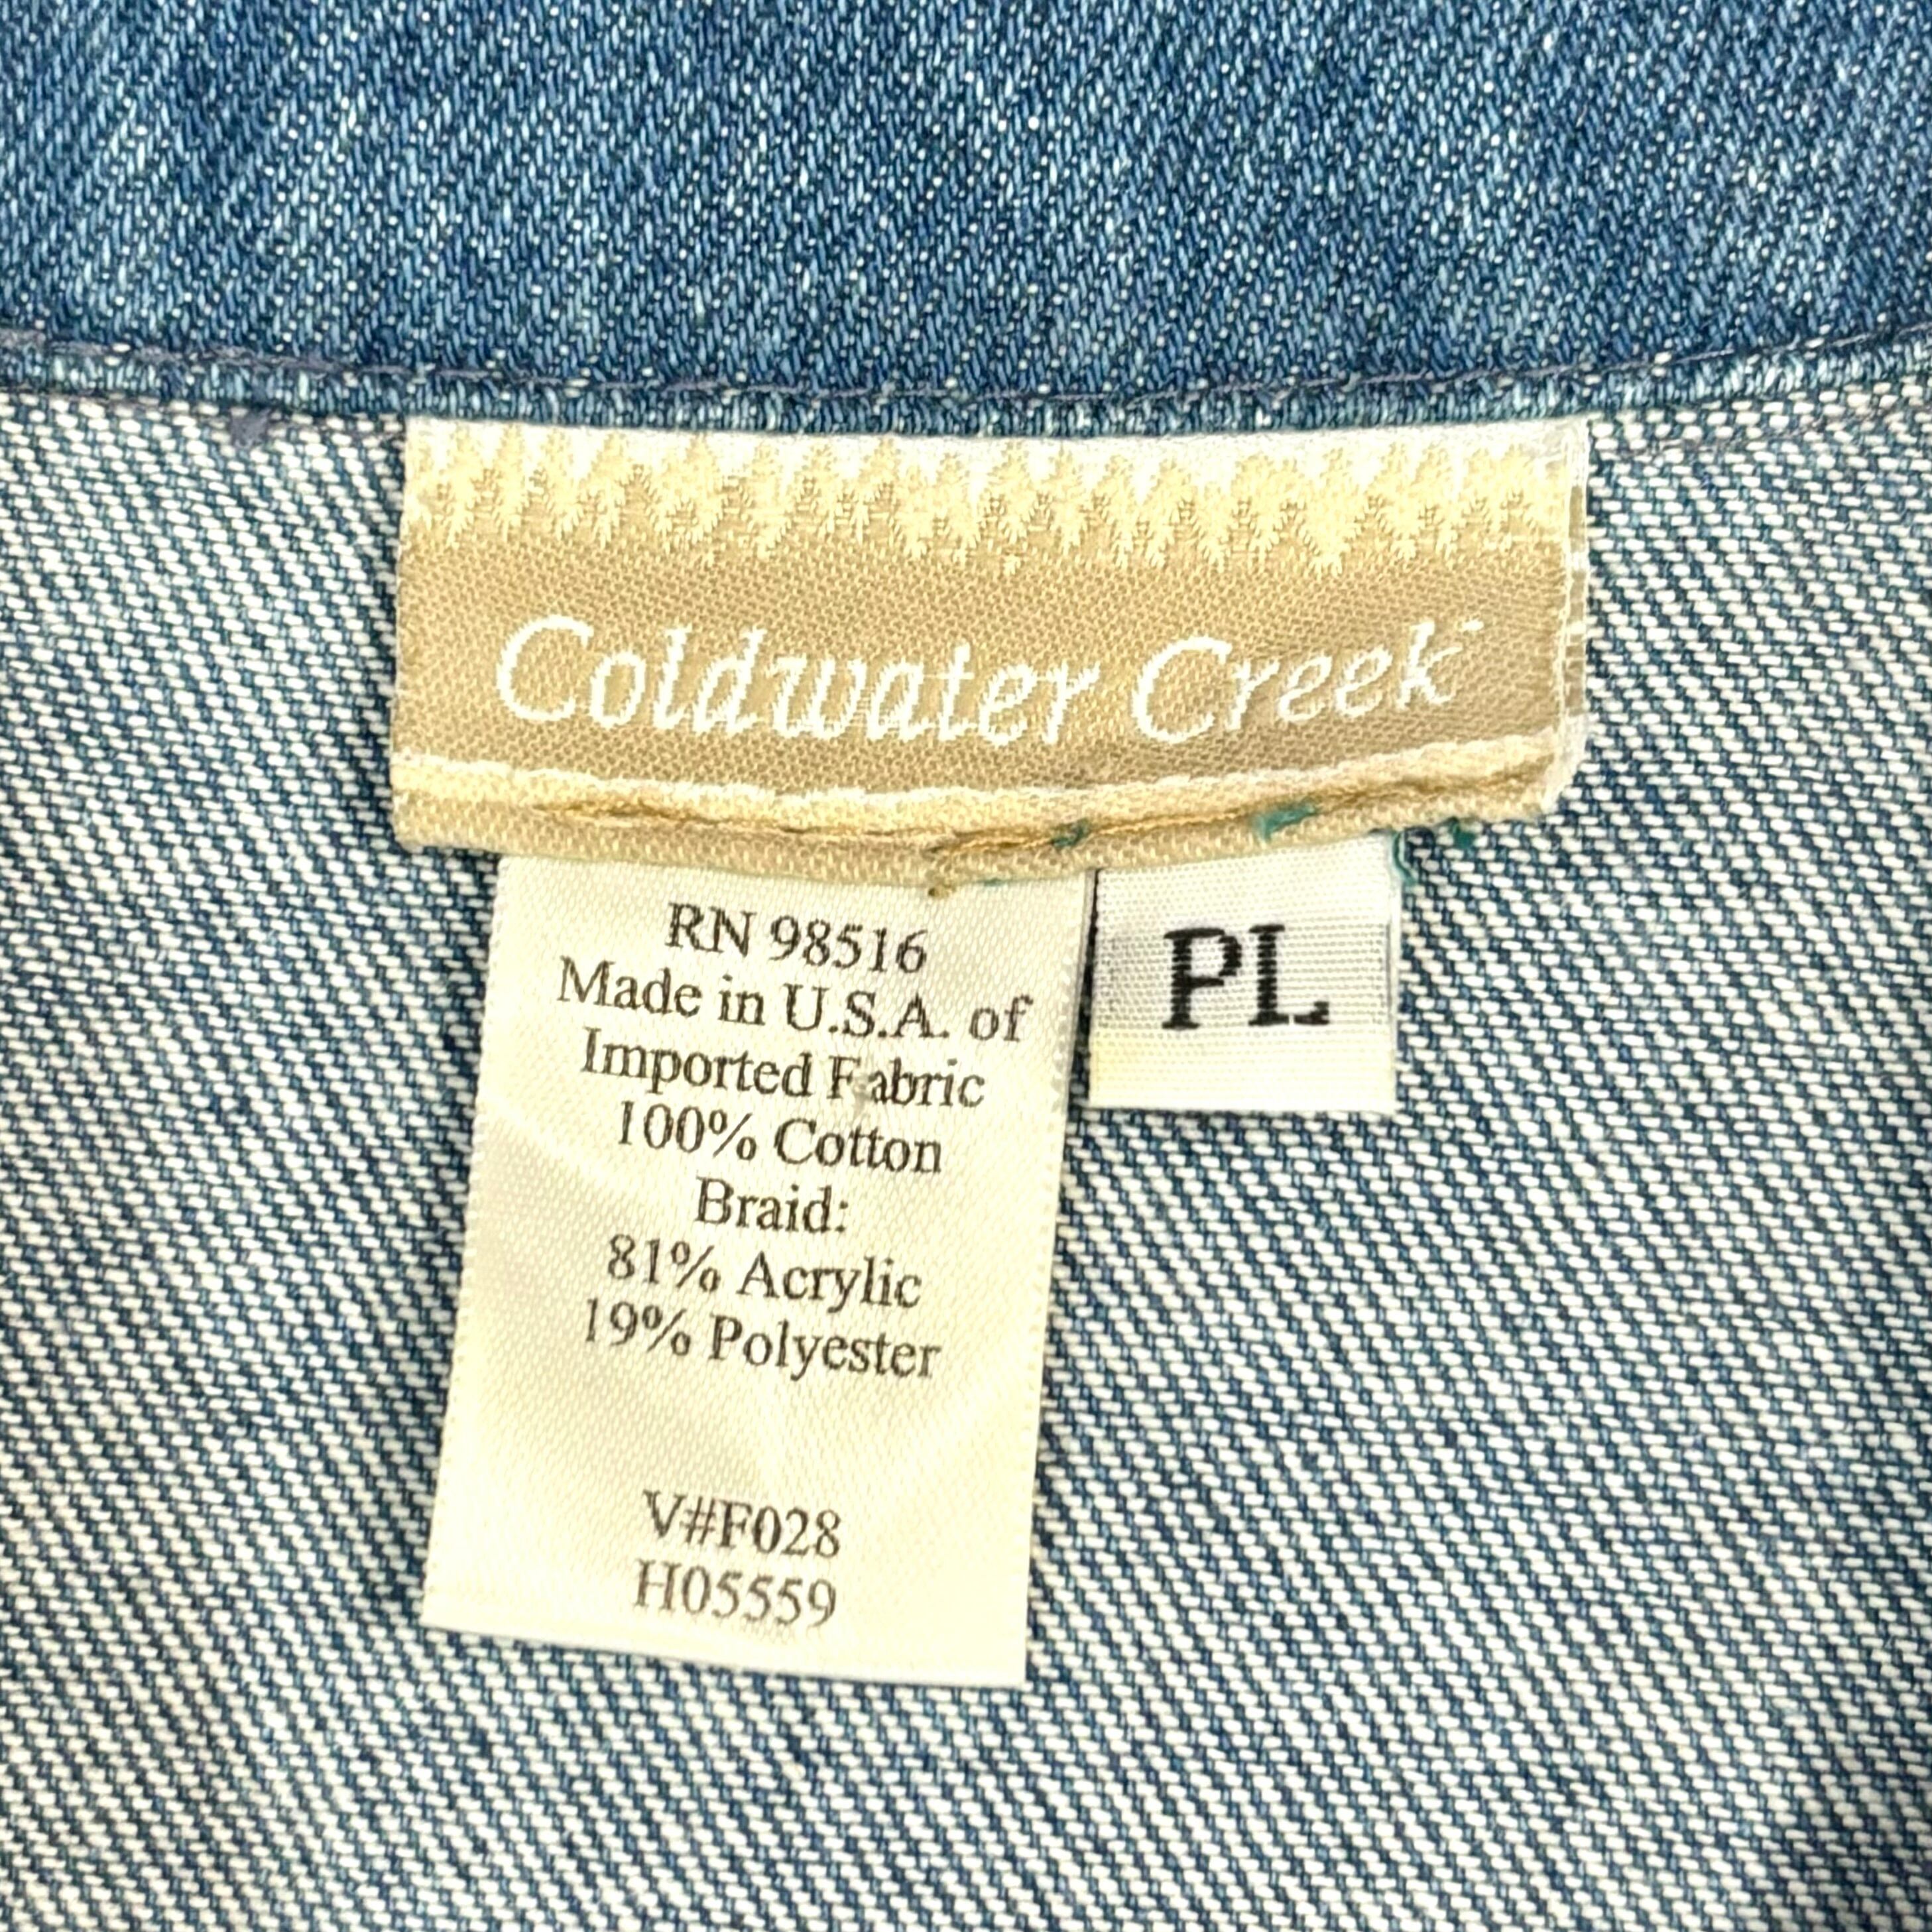 Coldwater Creek
RN 98516
Made in U.S.A. of
Imported Fabric
100% Cotton
Braid:
81% Acrylic
19% Polyester
V#F028
H05559
PL